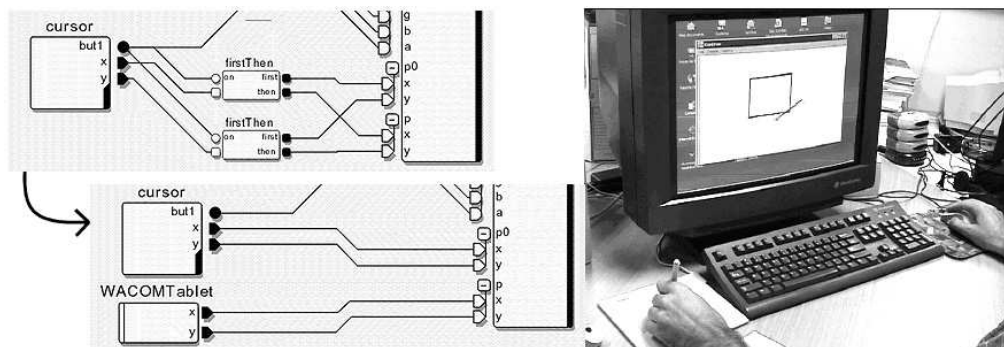 cursor
but1
x
y
firstThen
on first
then
firstThen
on first
then
g
b
a
p0
x
y
p
x
y
cursor
but1
x
y
WACOMTablet
x
y
b
a
p0
x
y
p
x
y